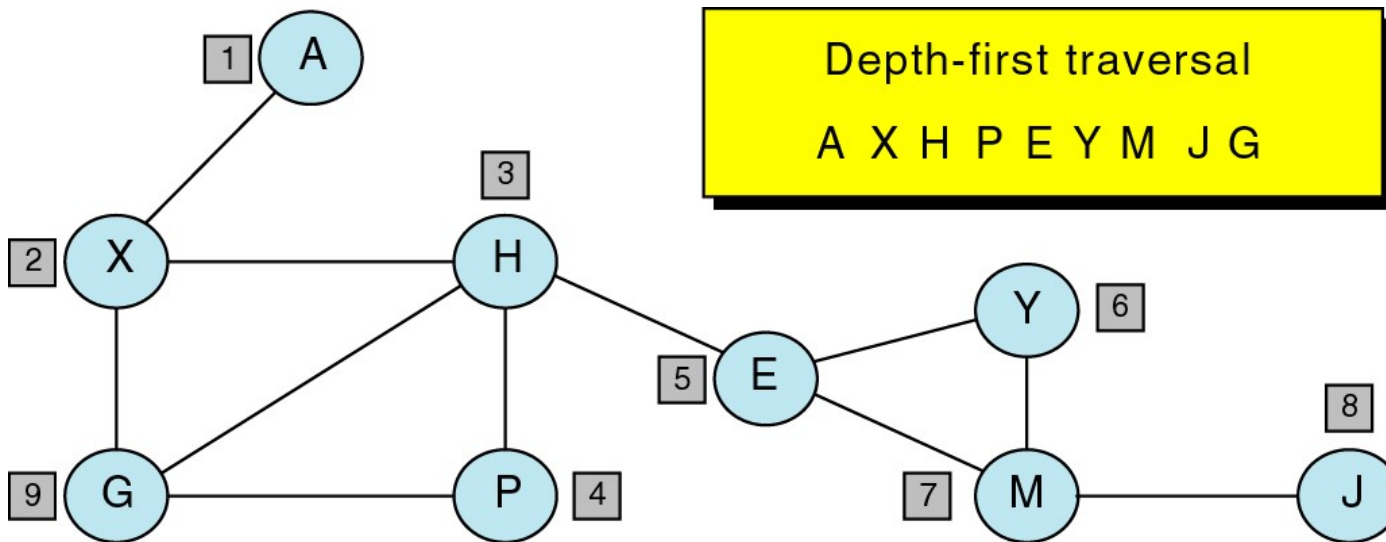 1 A
Depth-first traversal
A X H P E Y M J G
3
2 X H
Y 6
5 E
8
9 G P 4 7 M J